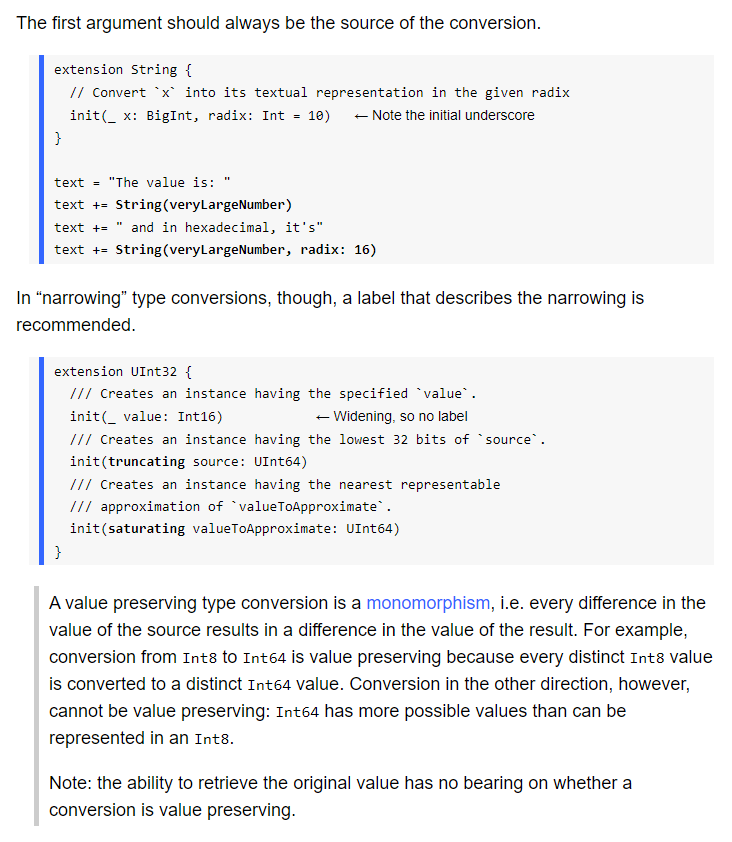 The first argument should always be the source of the conversion.
extension String {
  // Convert `x` into its textual representation in the given radix
  init(_ x: BigInt, radix: Int = 10)   ← Note the initial underscore
}

text = "The value is: "
text += String(veryLargeNumber)
text += " and in hexadecimal, it's"
text += String(veryLargeNumber, radix: 16)
In “narrowing” type conversions, though, a label that describes the narrowing is
recommended.
extension UInt32 {
  /// Creates an instance having the specified `value`.
  init(_ value: Int16)            ← Widening, so no label
  /// Creates an instance having the lowest 32 bits of `source`.
  init(truncating source: UInt64)
  /// Creates an instance having the nearest representable
  /// approximation of `valueToApproximate`.
  init(saturating valueToApproximate: UInt64)
}
A value preserving type conversion is a monomorphism, i.e. every difference in the
value of the source results in a difference in the value of the result. For example,
conversion from Int8 to Int64 is value preserving because every distinct Int8 value
is converted to a distinct Int64 value. Conversion in the other direction, however,
cannot be value preserving: Int64 has more possible values than can be
represented in an Int8.
Note: the ability to retrieve the original value has no bearing on whether a
conversion is value preserving.